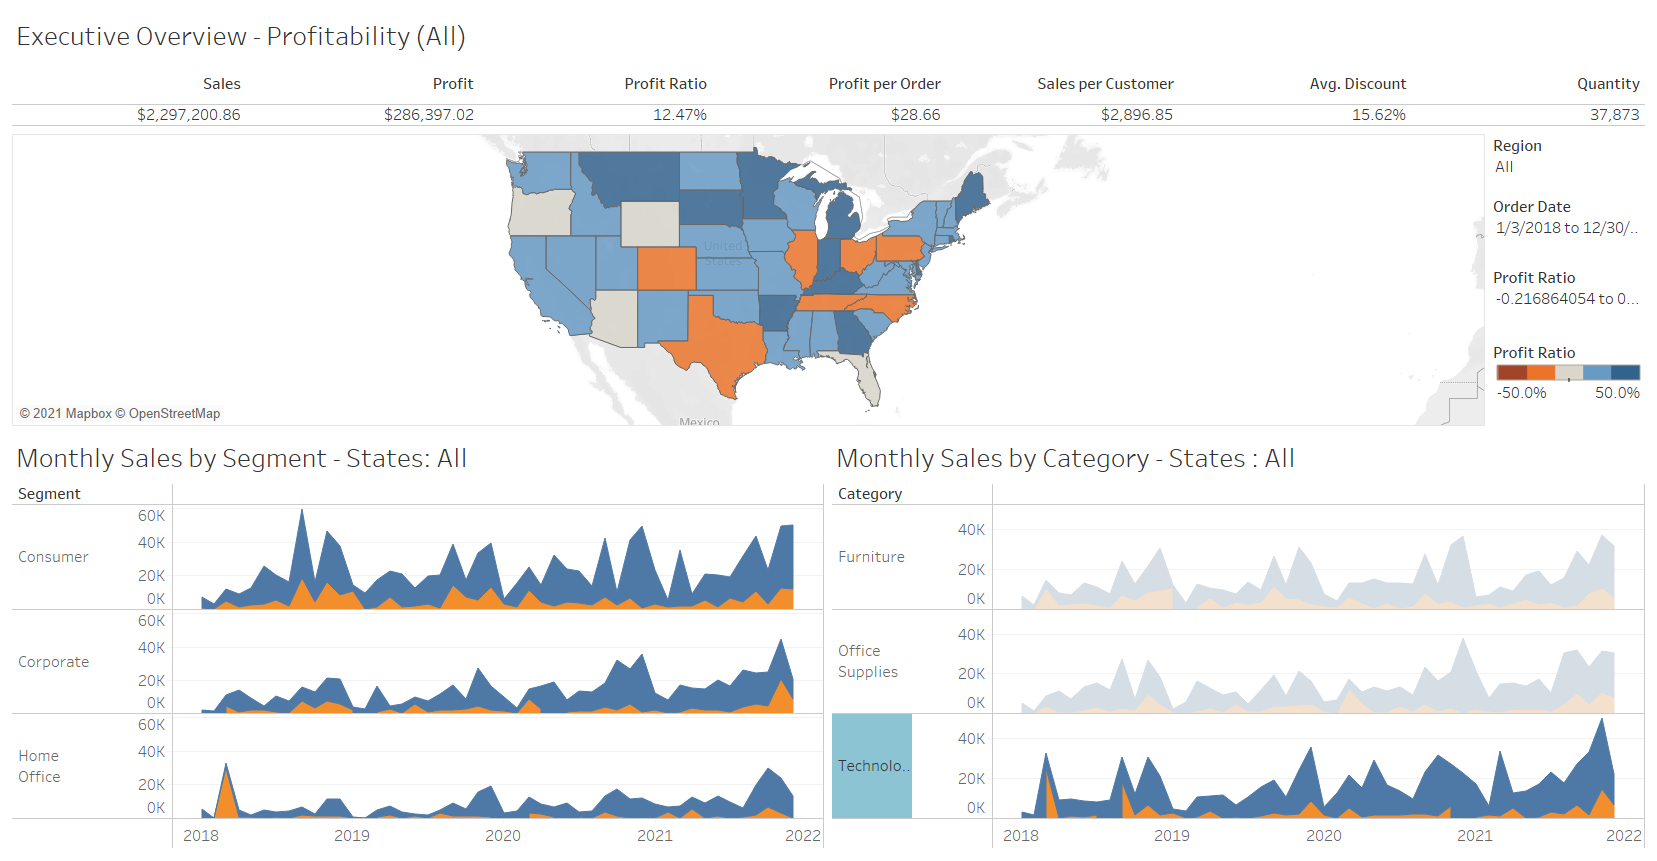 Executive Overview - Profitability (All)
Sales Profit Profit Ratio Profit per Order Sales per Customer Avg. Discount Quantity
$2,297,200.86 $286,397.02 12.47% $28.66 $2,896.85 15.62% 37,873
United
States
Mexico
© 2021 Mapbox © OpenStreetMap
Region
All
Order Date
1/3/2018 to 12/30/..
Profit Ratio
-0.216864054 to 0...
Profit Ratio
-50.0% 50.0%
Monthly Sales by Segment - States: All
Segment
Consumer
60K
40K
20K
0K
Corporate
60K
40K
20K
0K
Home
Office
60K
40K
20K
0K
2018 2019 2020 2021 2022
Monthly Sales by Category - States : All
Category
Furniture
40K
20K
0K
Office
Supplies
40K
20K
0K
Technolo..
40K
20K
0K
2018 2019 2020 2021 2022